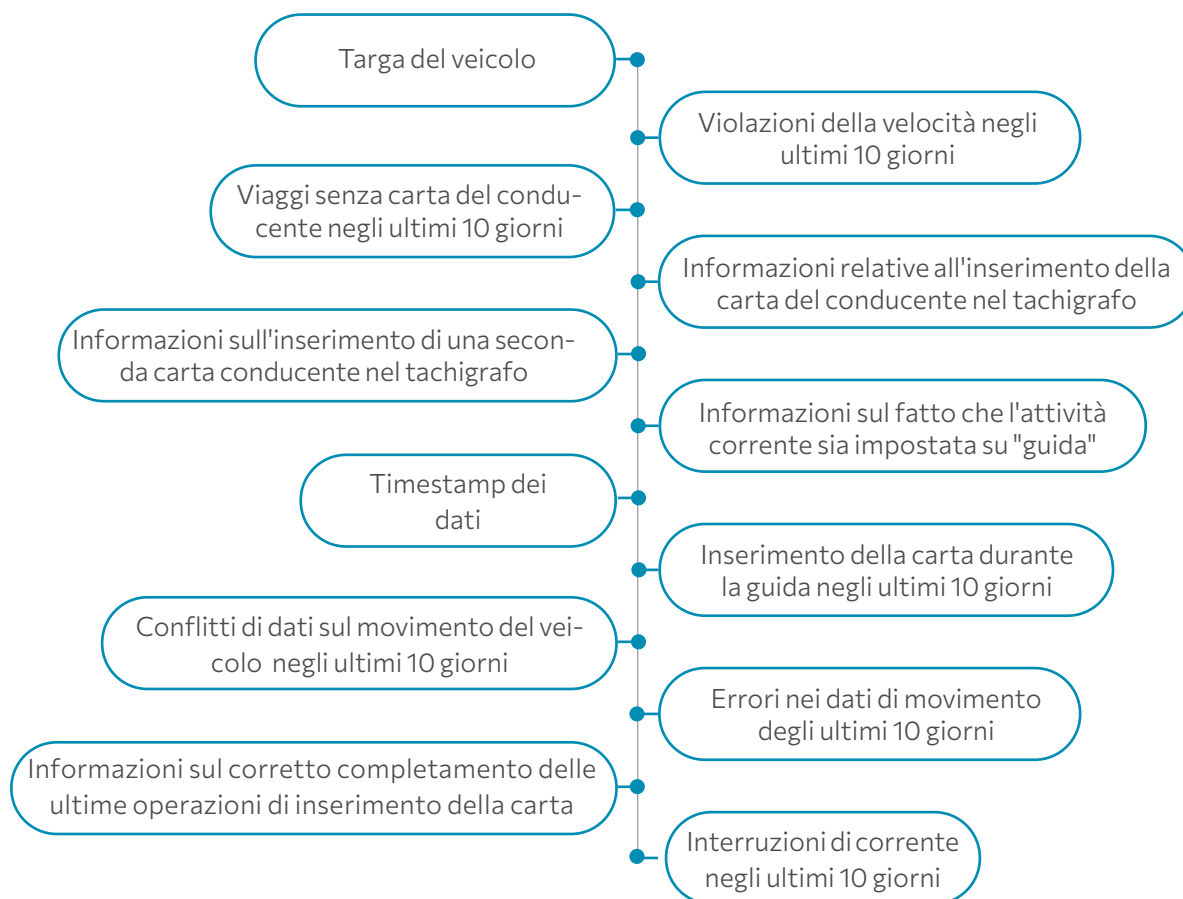 Targa del veicolo
Violazioni della velocità negli
ultimi 10 giorni
Viaggi senza carta del condu-
cente negli ultimi 10 giorni
Informazioni relative all'inserimento della
carta del conducente nel tachigrafo
Informazioni sull'inserimento di una secon-
da carta conducente nel tachigrafo
Informazioni sul fatto che l'attività
corrente sia impostata su "guida"
Timestamp dei
dati
Inserimento della carta durante
la guida negli ultimi 10 giorni
Conflitti di dati sul movimento del vei-
colo  negli ultimi 10 giorni
Errori nei dati di movimento
degli ultimi 10 giorni
Informazioni sul corretto completamento delle
ultime operazioni di inserimento della carta
Interruzioni di corrente
negli ultimi 10 giorni